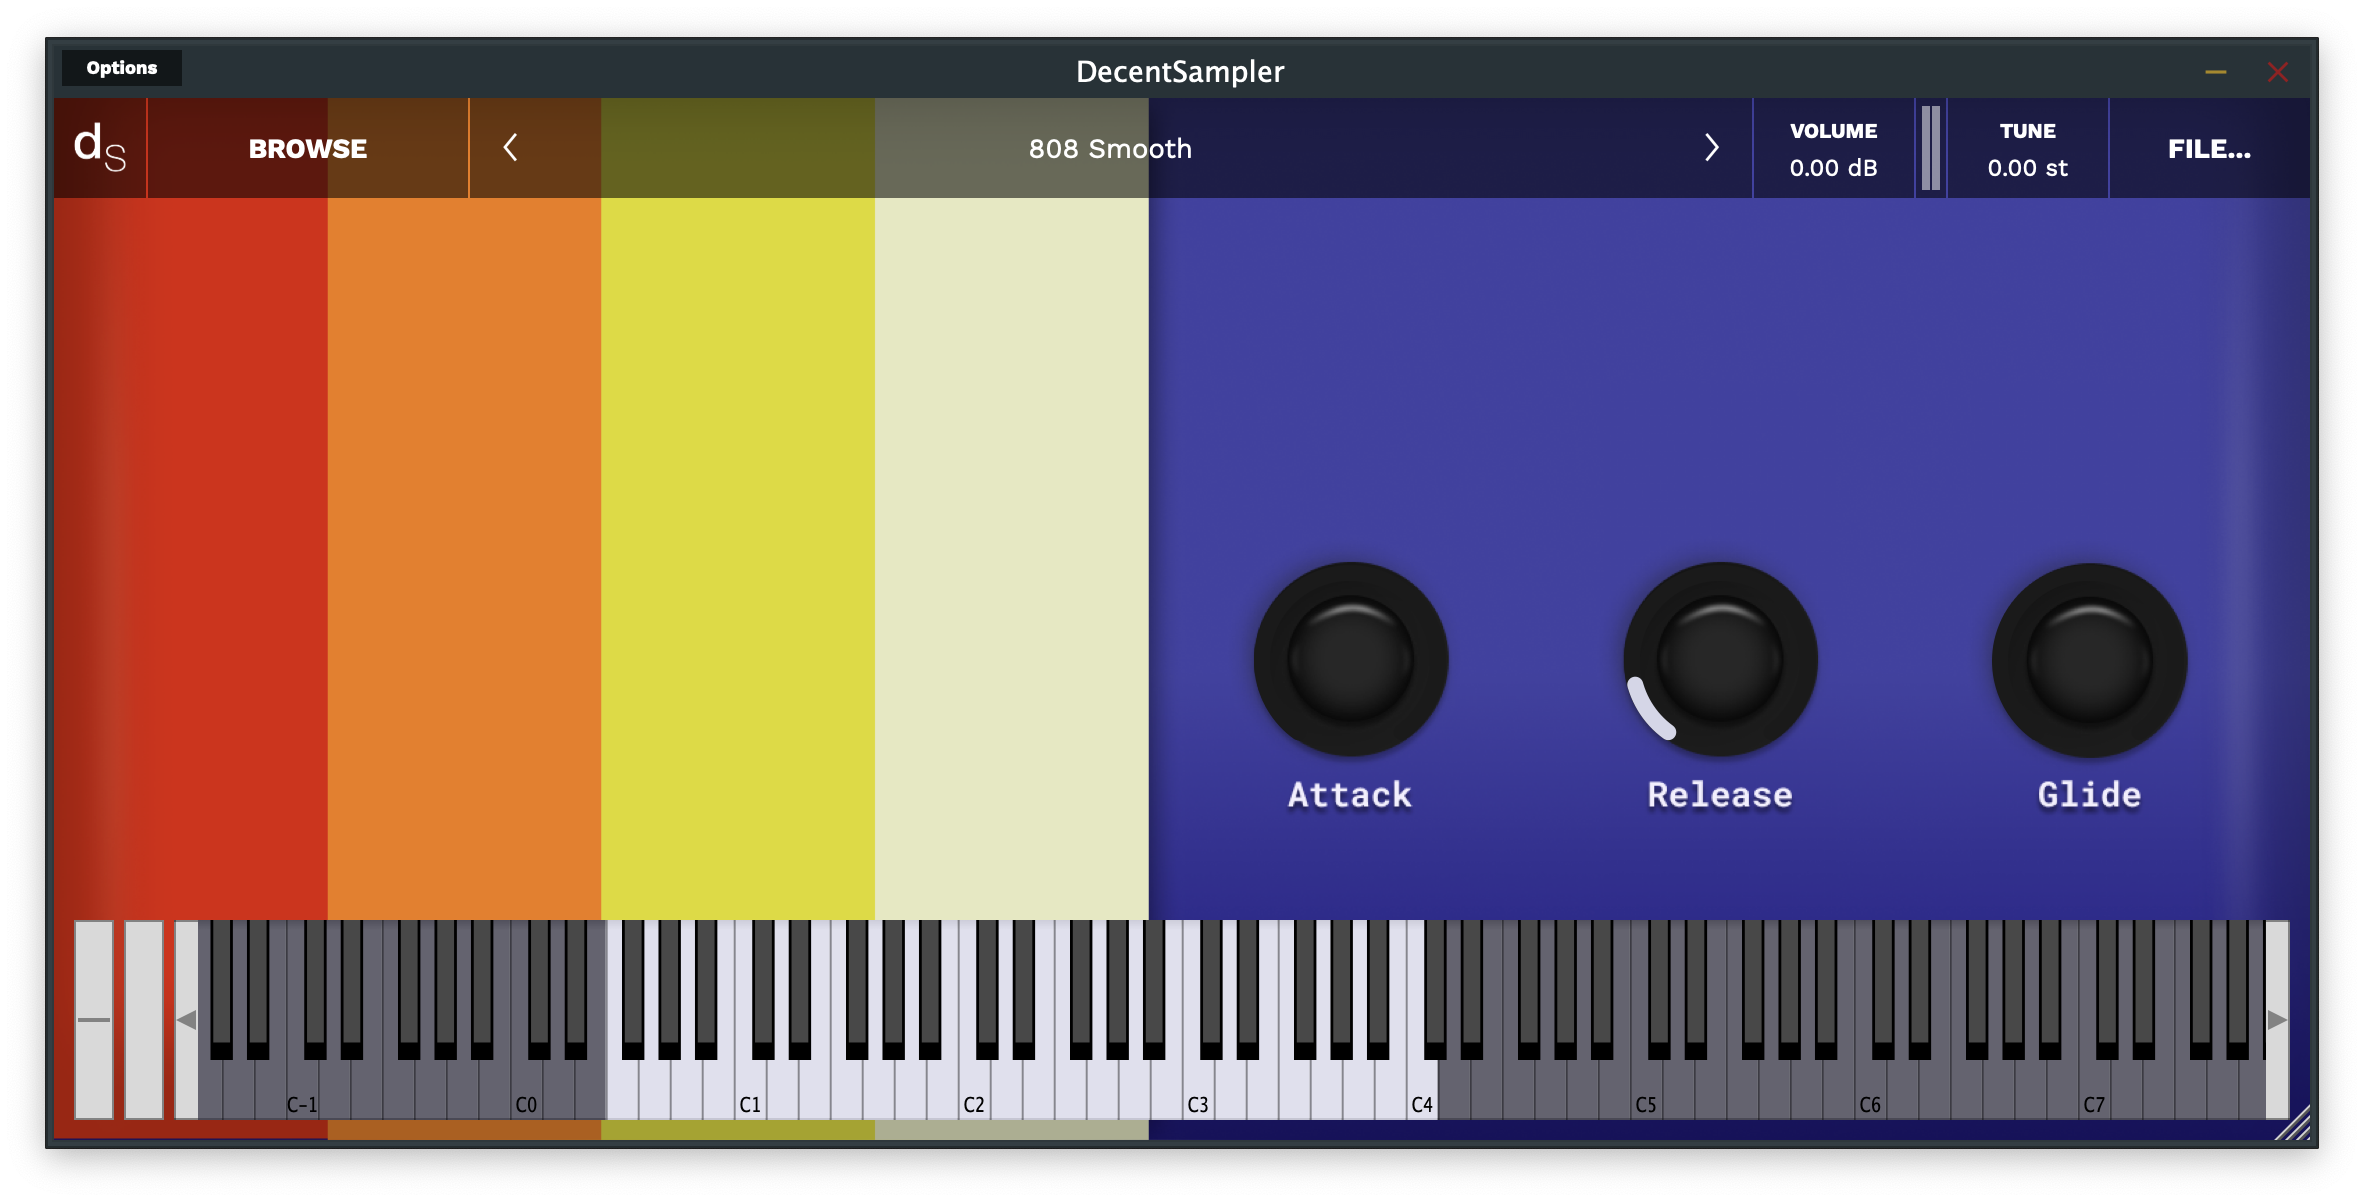 Options
DecentSampler
ds
BROWSE
808 Smooth
VOLUME
0.00 dB
TUNE
0.00 st
FILE...
Attack
Release
Glide
C-1
C0
C1
C2
C3
C4
C5
C6
C7